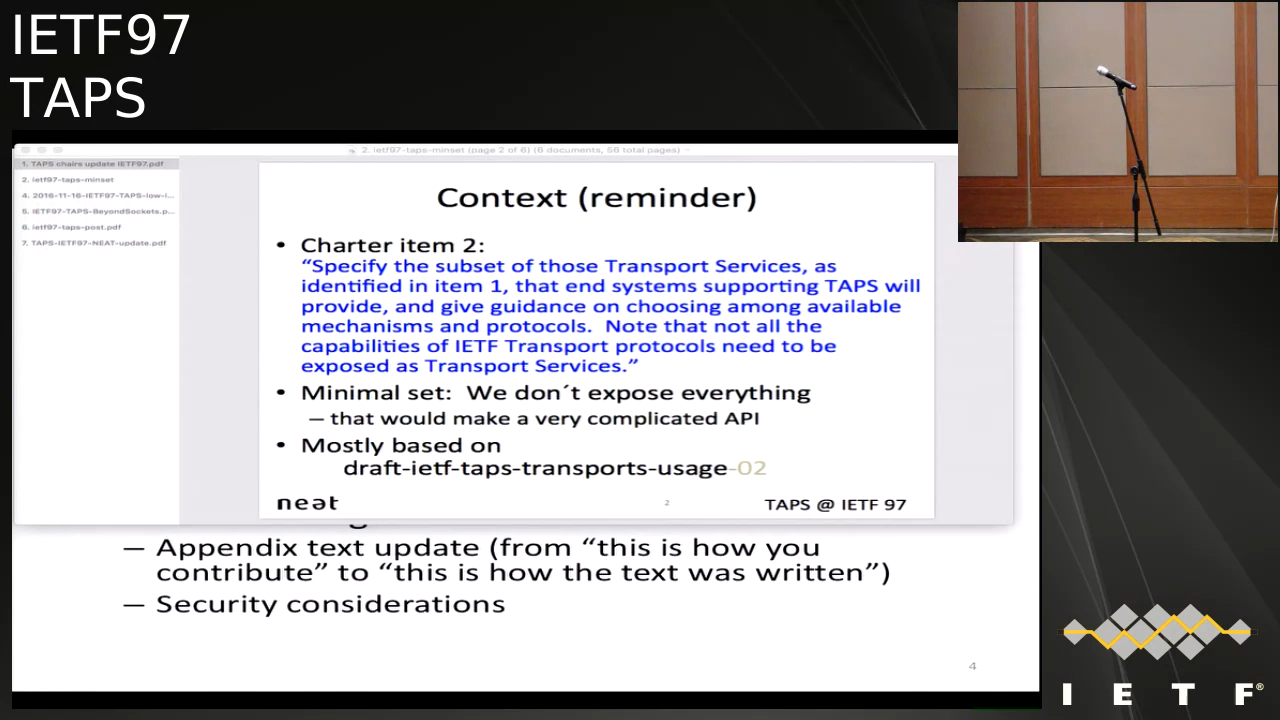 IETF97
TAPS
2. ietf97-taps-minset (page 2 of 6) (6 documents, 56 total pages)
1. TAPS chairs update IETF97.pdf
2. ietf97-taps-minset
4. 2016-11-16-IETF97-TAPS-low-l...
5. IETF97-TAPS-BeyondSockets.p...
6. ietf97-taps-post.pdf
7. TAPS-IETF97-NEAT-update.pdf
Context (reminder)
• Charter item 2:
“Specify the subset of those Transport Services, as
identified in item 1, that end systems supporting TAPS will
provide, and give guidance on choosing among available
mechanisms and protocols. Note that not all the
capabilities of IETF Transport protocols need to be
exposed as Transport Services.”
• Minimal set: We don´t expose everything
– that would make a very complicated API
• Mostly based on
draft-ietf-taps-transports-usage-02
neat
2
TAPS @ IETF 97
– Appendix text update (from “this is how you
contribute” to “this is how the text was written”)
– Security considerations
4
I E T F®